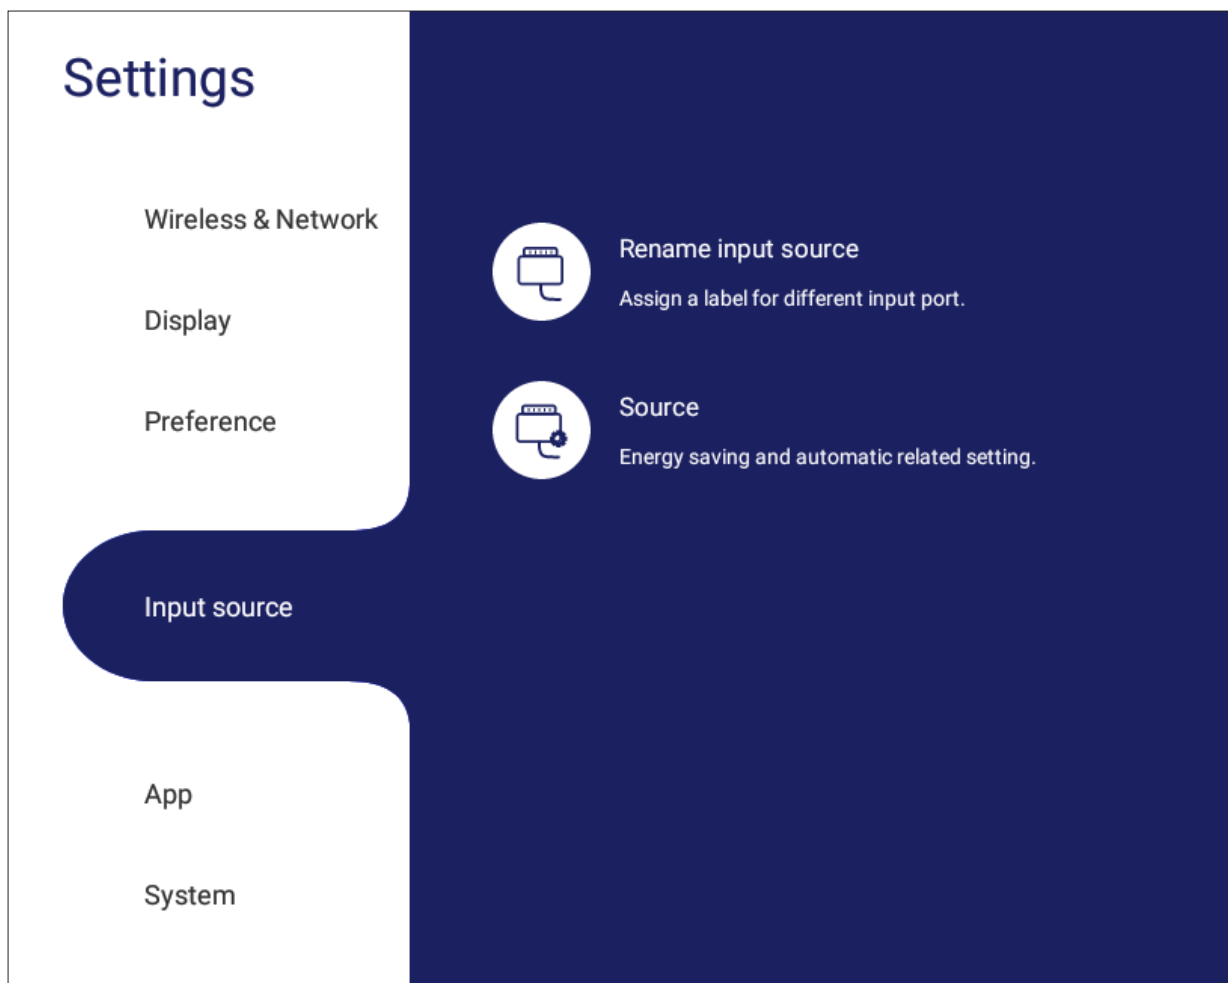 Settings
Wireless & Network
Display
Preference
Input source
App
System
Rename input source
Assign a label for different input port.
Source
Energy saving and automatic related setting.